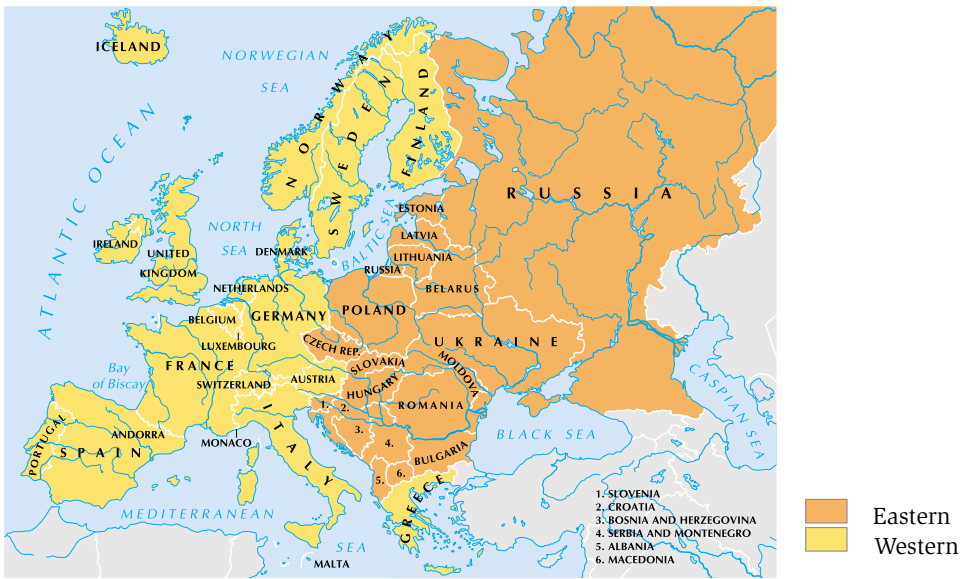 ICELAND
NORWEGIAN
SEA
ATLANTIC OCEAN
NORWAY
SWEDEN
FINLAND
RUSSIA
ESTONIA
LATVIA
LITHUANIA
RUSSIA
BALTIC SEA
NORTH
SEA
DENMARK
IRELAND
UNITED
KINGDOM
NETHERLANDS
BELARUS
BELGIUM
GERMANY
POLAND
LUXEMBOURG
CZECH REP.
UKRAINE
SLOVAKIA
MOLDOVA
FRANCE
Bay
of Biscay
SWITZERLAND
AUSTRIA
HUNGARY
ROMANIA
1.
2.
3.
4.
5.
6.
ITALY
PORTUGAL
SPAIN
ANDORRA
MONACO
BULGARIA
BLACK SEA
CASPIAN SEA
GREECE
MEDITERRANEAN
SEA
MALTA
1. SLOVENIA
2. CROATIA
3. BOSNIA AND HERZEGOVINA
4. SERBIA AND MONTENEGRO
5. ALBANIA
6. MACEDONIA
Eastern
Western